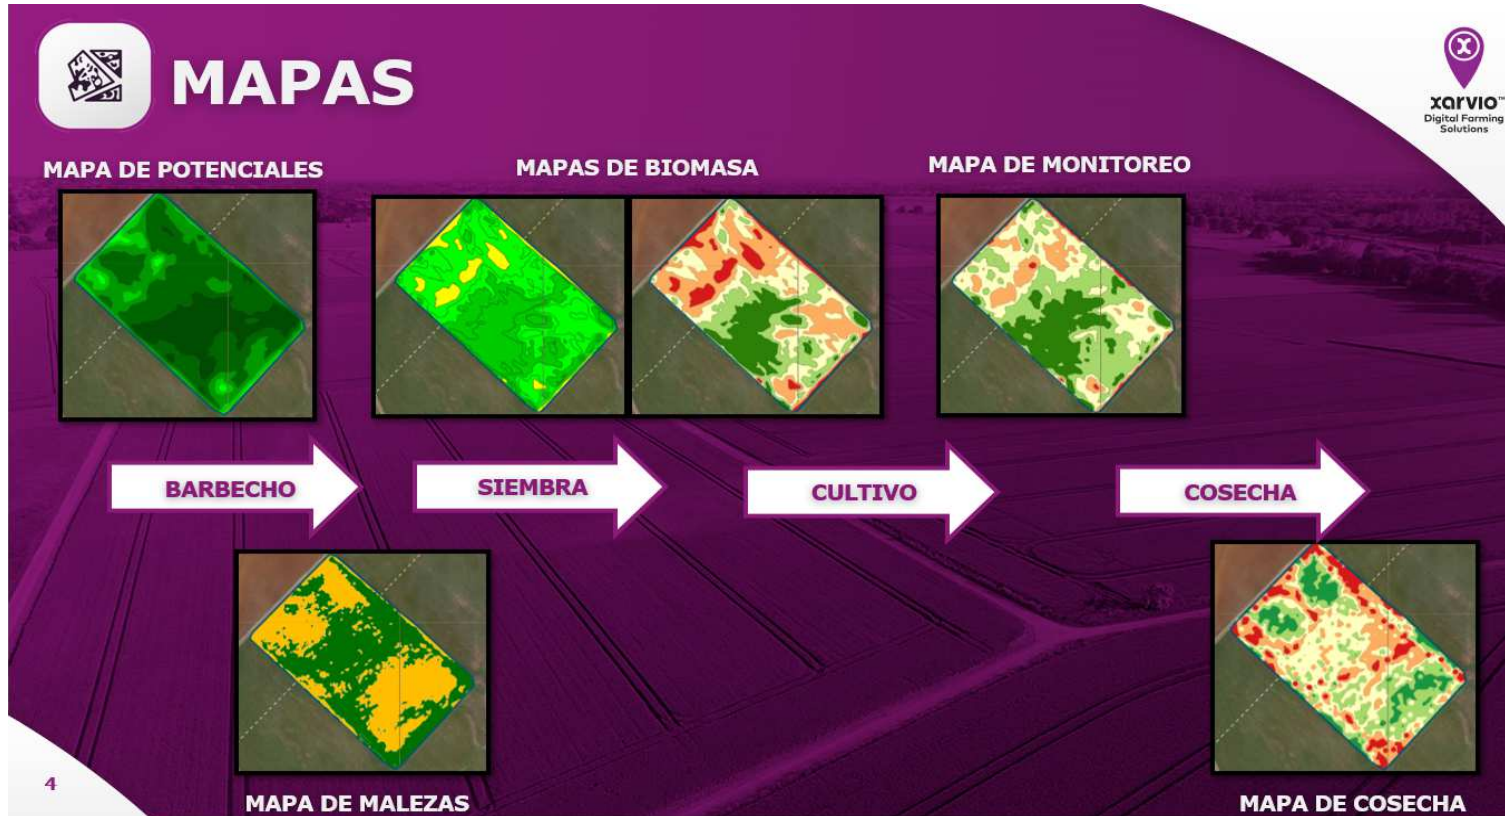 MAPAS
xarvio™
Digital Farming
Solutions
MAPA DE POTENCIALES
MAPAS DE BIOMASA
MAPA DE MONITOREO
BARBECHO
SIEMBRA
CULTIVO
COSECHA
4
MAPA DE MALEZAS
MAPA DE COSECHA